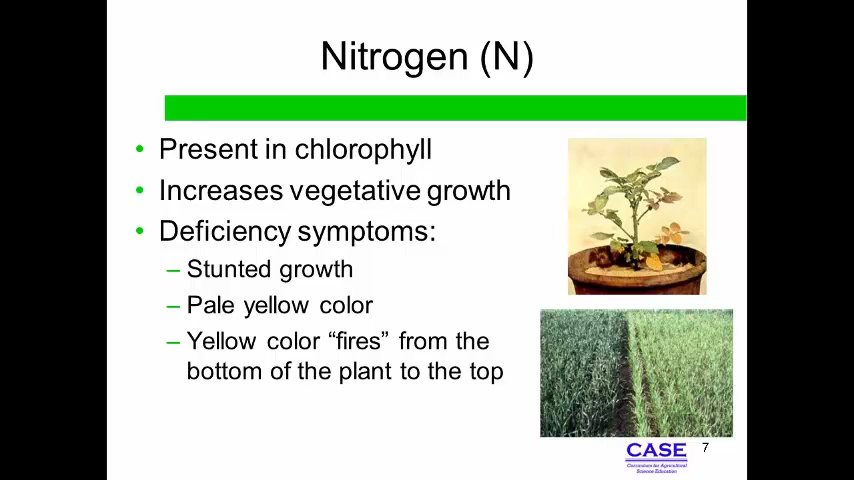 Nitrogen (N)
• Present in chlorophyll
• Increases vegetative growth
• Deficiency symptoms:
– Stunted growth
– Pale yellow color
– Yellow color “fires” from the
bottom of the plant to the top
CASE
Curriculum for Agricultural
Science Education
7